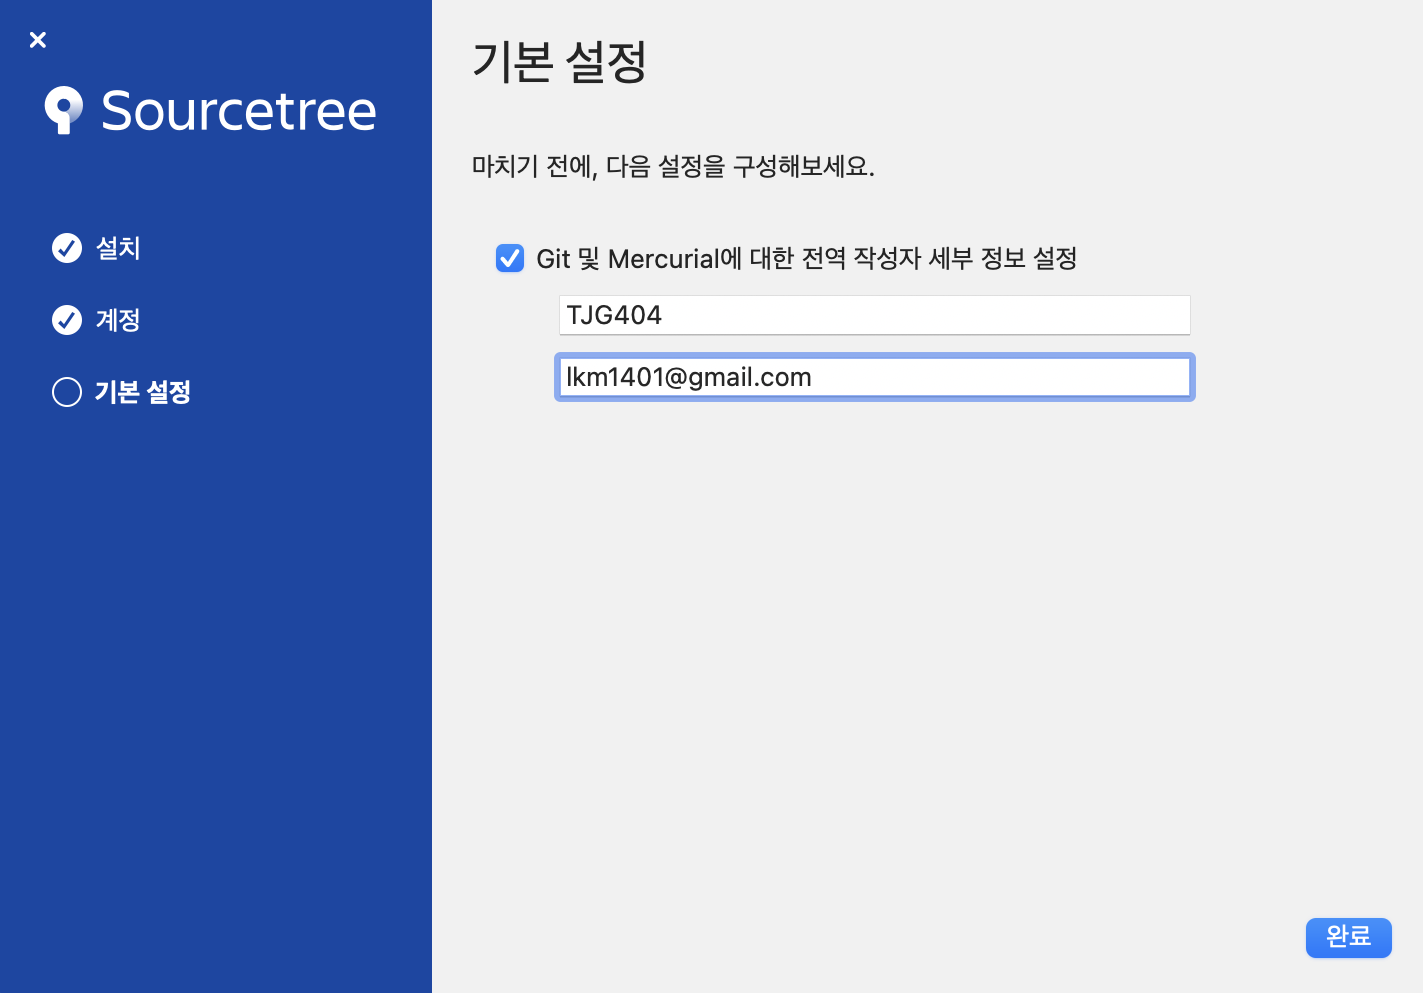 Sourcetree
설치
계정
기본 설정
기본 설정
마치기 전에, 다음 설정을 구성해보세요.
Git 및 Mercurial에 대한 전역 작성자 세부 정보 설정
TJG404
lkm1401@gmail.com
완료